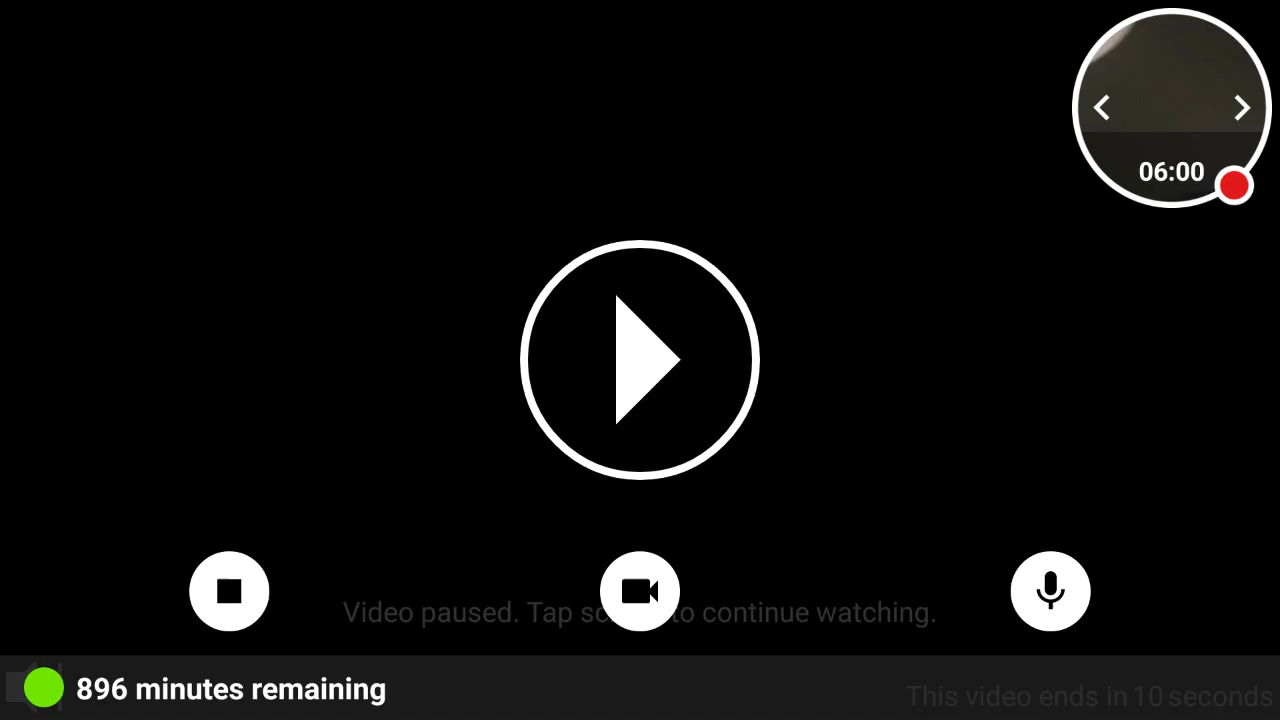 06:00
Video paused. Tap to continue watching.
896 minutes remaining
This video ends in 10 seconds